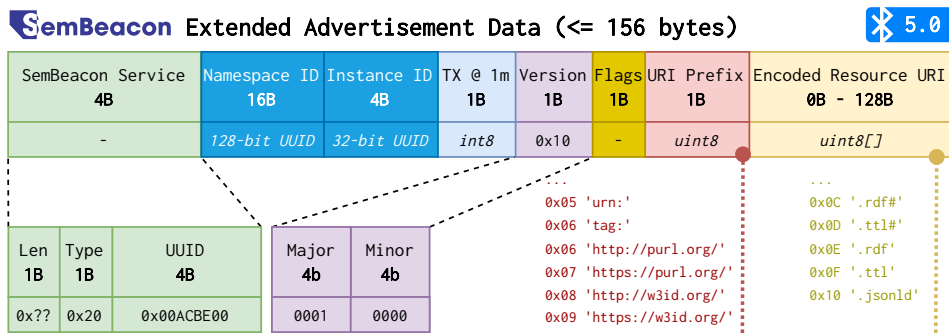 SemBeacon Extended Advertisement Data (<= 156 bytes)
5.0
SemBeacon Service Namespace ID Instance ID TX @ 1m Version Flags URI Prefix Encoded Resource URI
4B 16B 4B 1B 1B 1B 1B 0B - 128B
- 128-bit UUID 32-bit UUID int8 0x10 - uint8 uint8[]
... ...
0x05 'urn:' 0x0C '.rdf#'
0x06 'tag:' 0x0D '.ttl#'
0x06 'http://purl.org/' 0x0E '.rdf'
0x07 'https://purl.org/' 0x0F '.ttl'
0x08 'http://w3id.org/' 0x10 '.jsonld'
0x09 'https://w3id.org/'
Len Type UUID Major Minor
1B 1B 4B 4b 4b
0x?? 0x20 0x00ACBE00 0001 0000